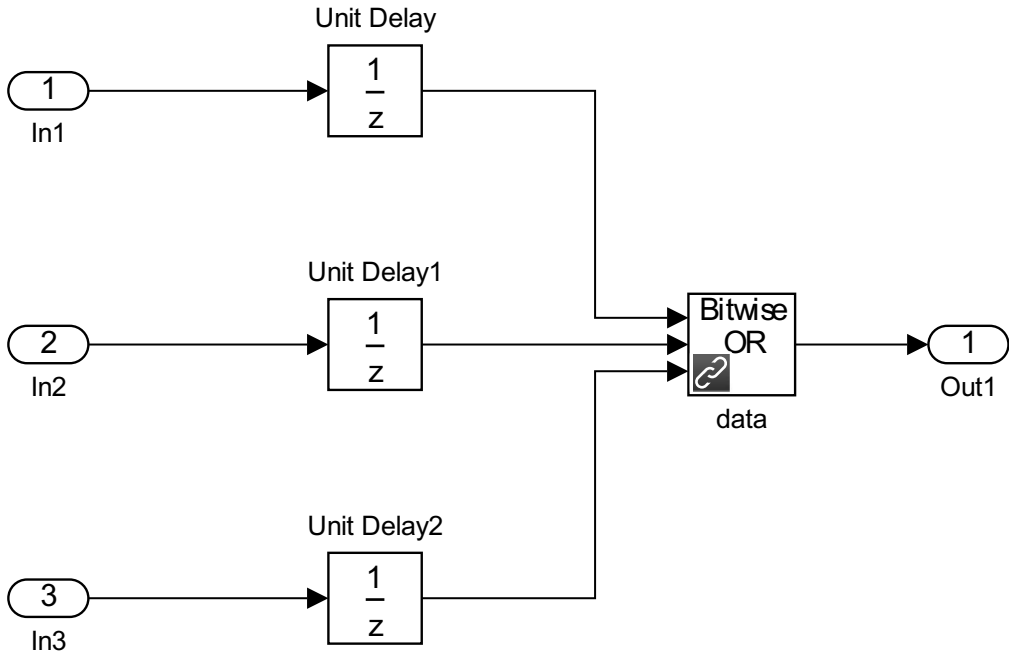 Unit Delay
1
In1
1
z
Unit Delay1
2
In2
1
z
Bitwise
OR
data
1
Out1
Unit Delay2
3
In3
1
z